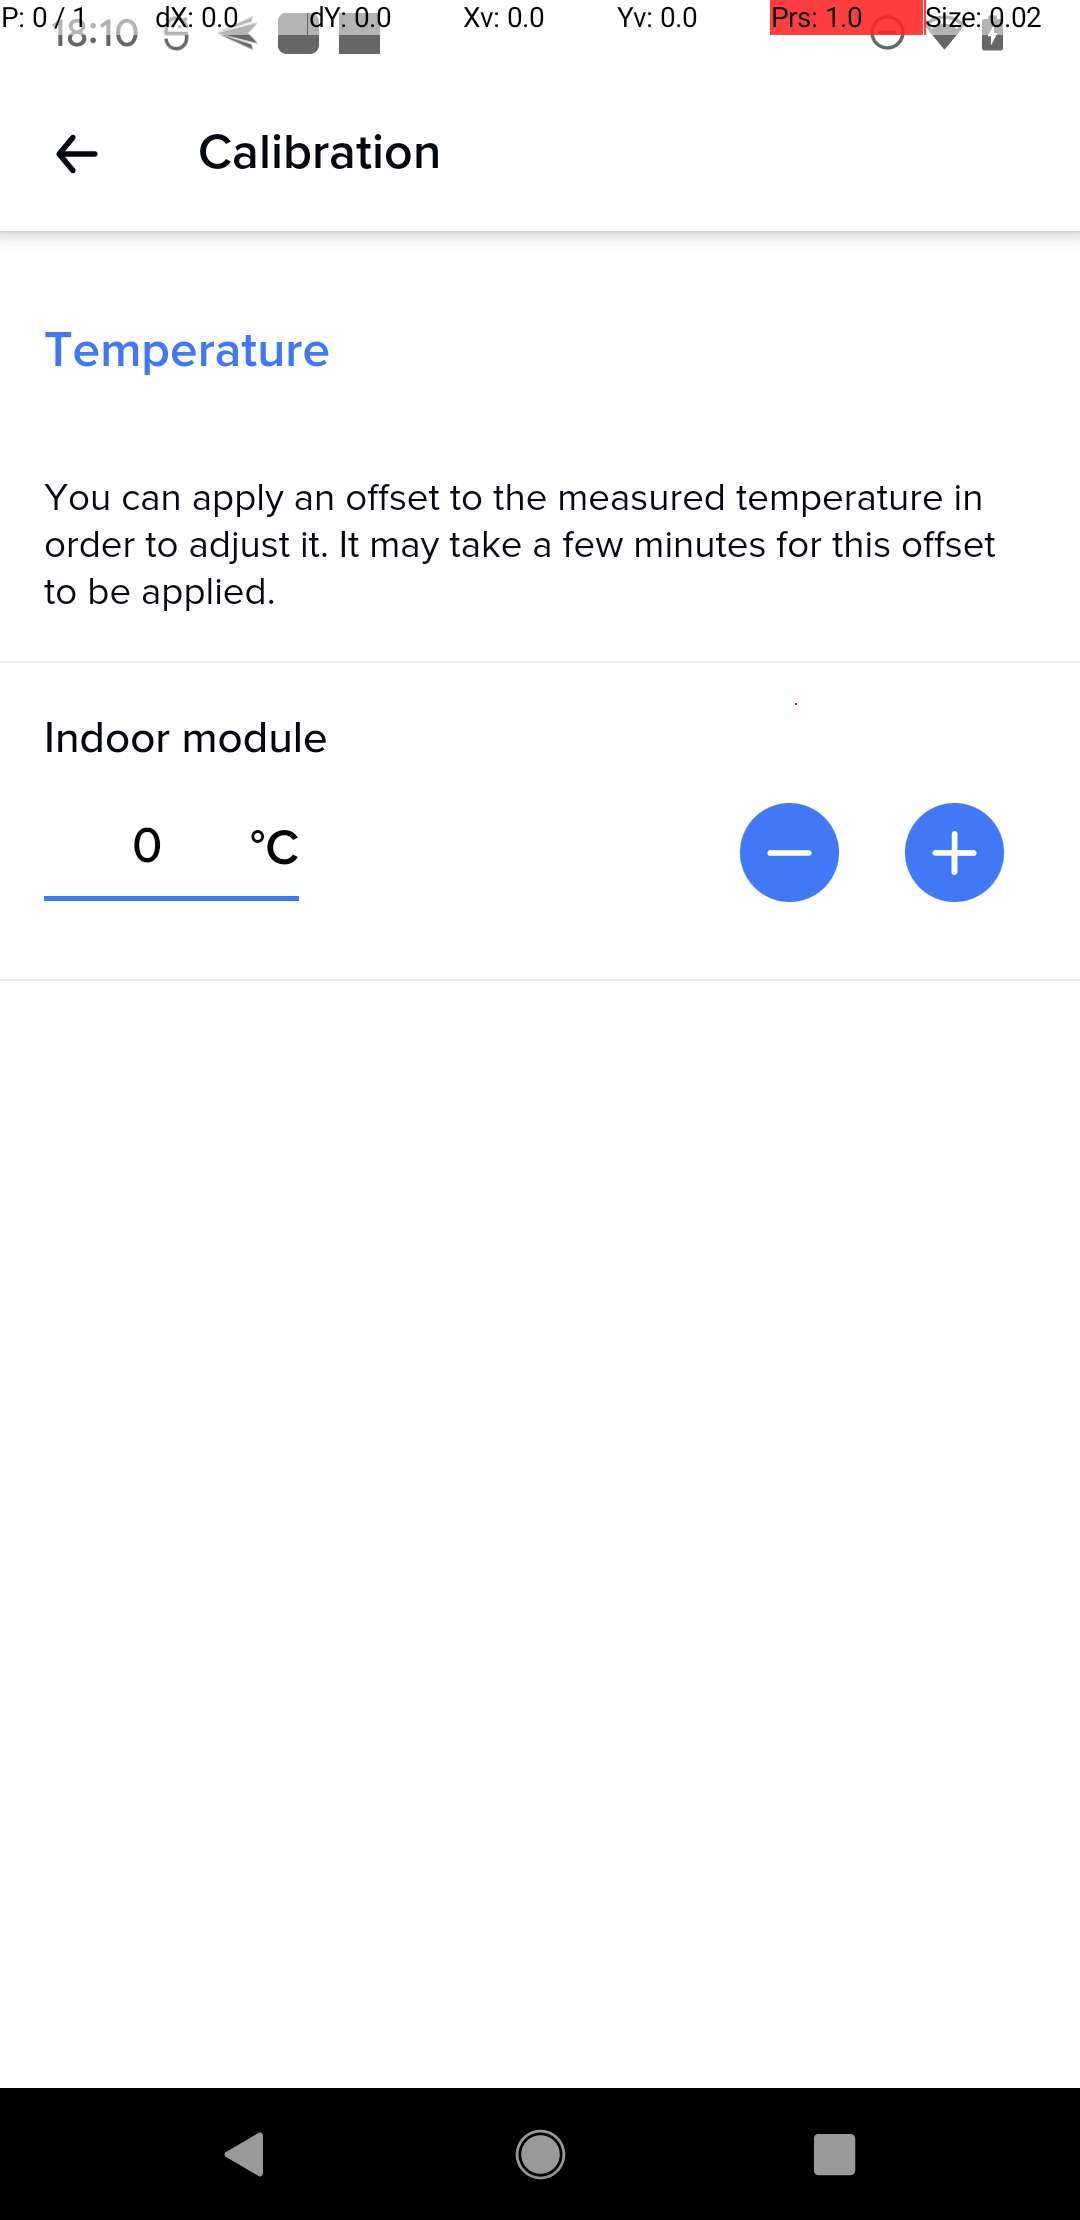 P: 0 / 1 dX: 0.0 dY: 0.0 Xv: 0.0 Yv: 0.0 Prs: 1.0 Size: 0.02
18:10
Calibration
Temperature
You can apply an offset to the measured temperature in
order to adjust it. It may take a few minutes for this offset
to be applied.
Indoor module
0 °C